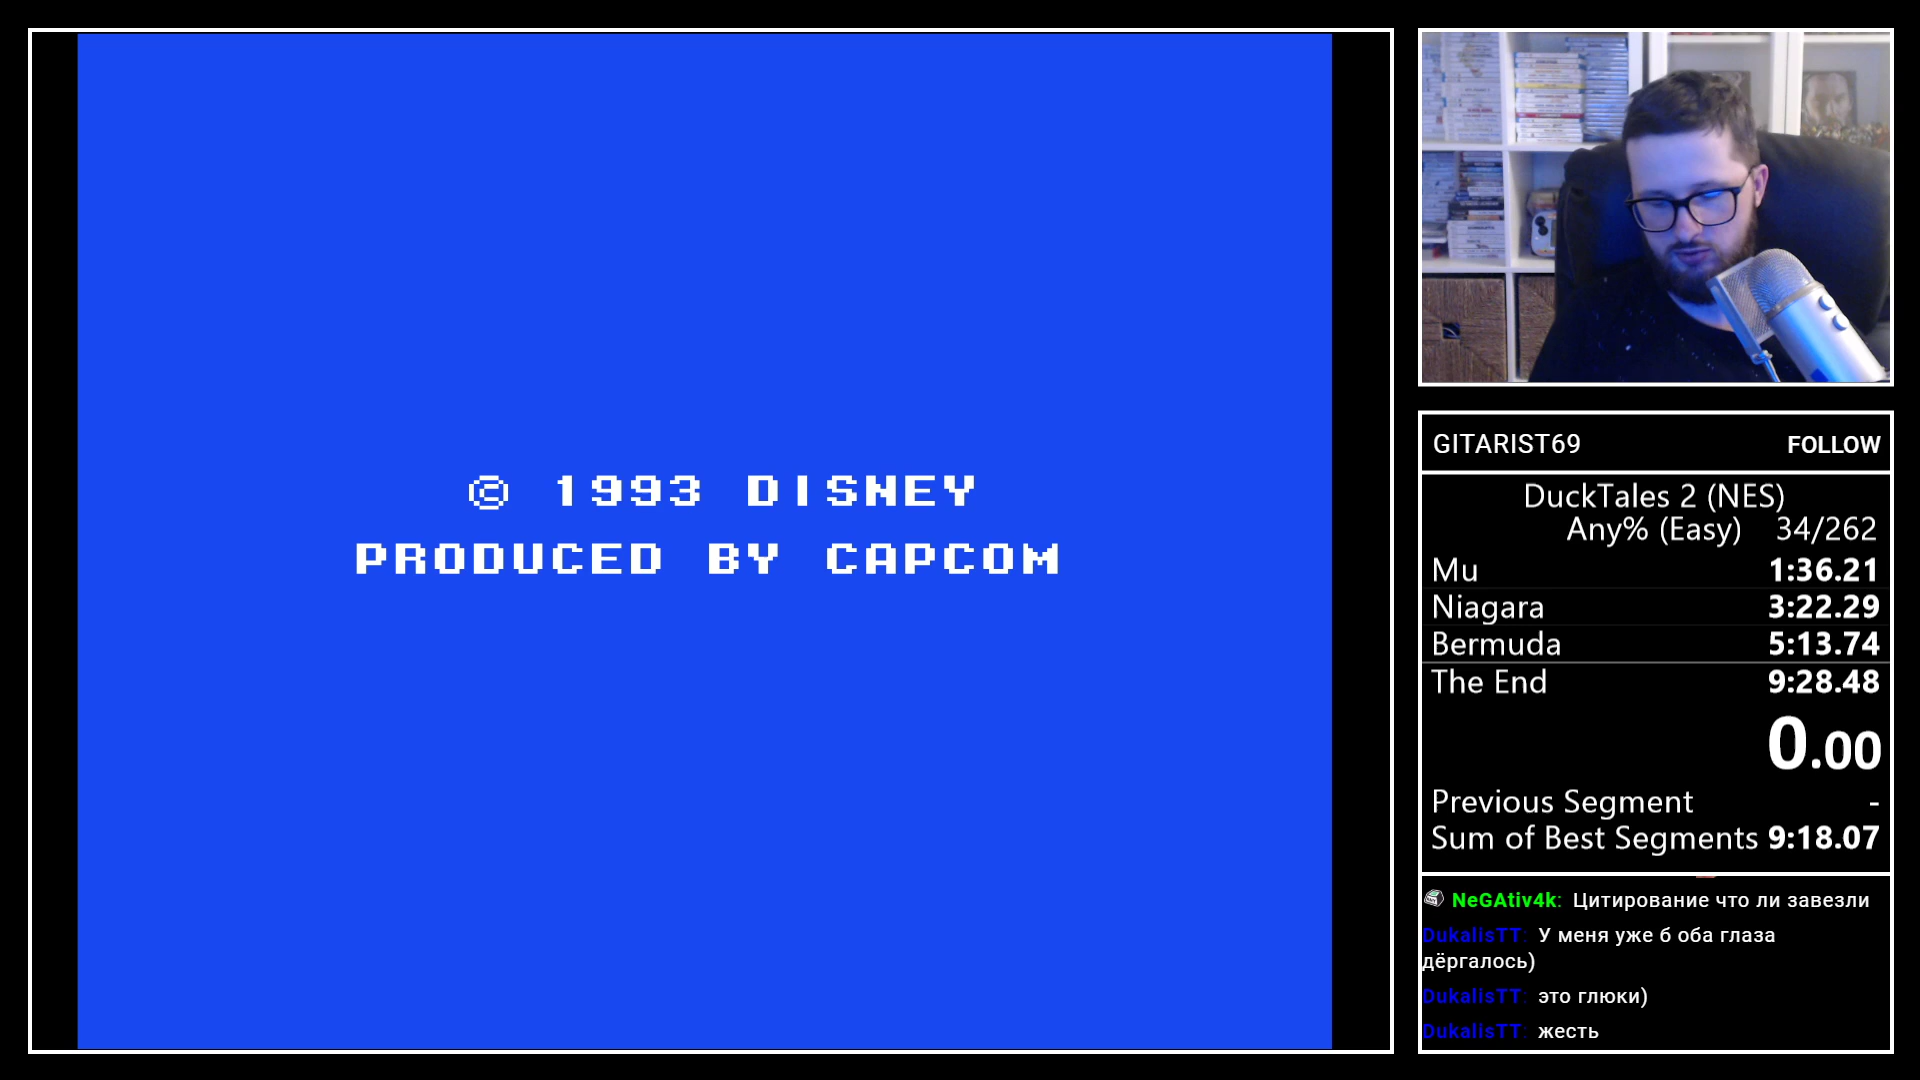 © 1993 DISNEY
PRODUCED BY CAPCOM
GITARIST69 FOLLOW
DuckTales 2 (NES)
Any% (Easy) 34/262
Mu 1:36.21
Niagara 3:22.29
Bermuda 5:13.74
The End 9:28.48
0.00
Previous Segment -
Sum of Best Segments 9:18.07
NeGAtiv4k: Цитирование что ли завезли
DukalisTT: У меня уже б оба глаза
дёргалось)
DukalisTT: это глюки)
DukalisTT: жесть